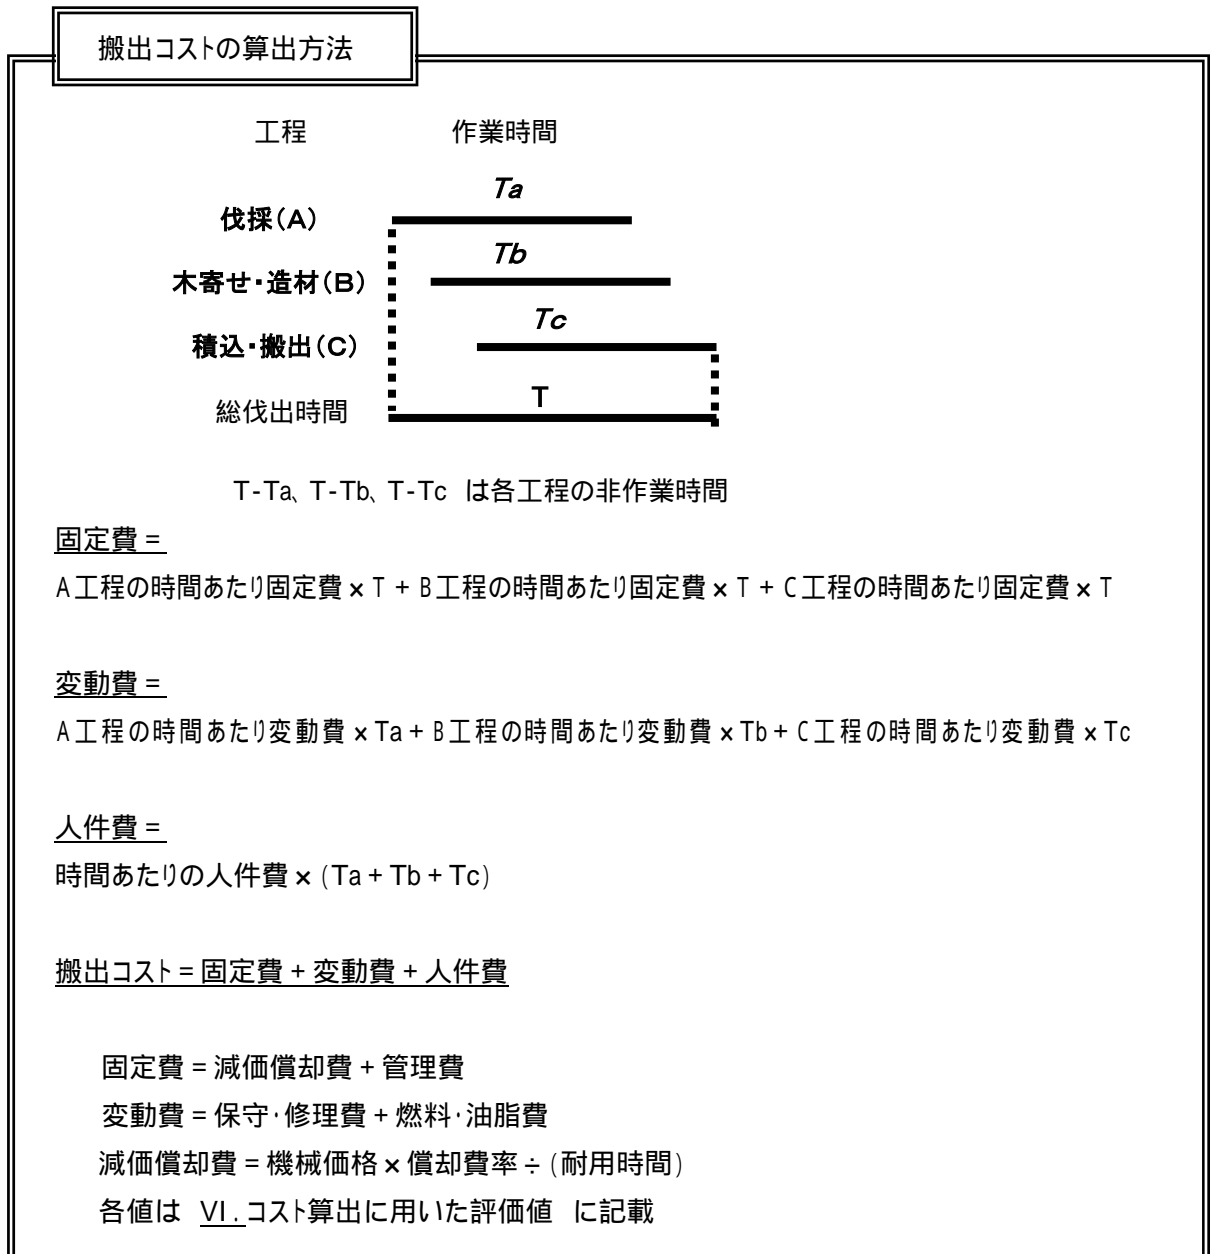 搬出コストの算出方法
工程 作業時間
Ta
伐採(A)
Tb
木寄せ・造材(B)
Tc
積込・搬出(C)
T
総伐出時間
T-Ta、T-Tb、T-Tc は各工程の非作業時間
固定費=
A工程の時間あたり固定費×T+B工程の時間あたり固定費×T+C工程の時間あたり固定費×T
変動費=
A工程の時間あたり変動費×Ta+B工程の時間あたり変動費×Tb+C工程の時間あたり変動費×Tc
人件費=
時間あたりの人件費×(Ta+Tb+Tc)
搬出コスト=固定費+変動費+人件費
固定費=減価償却費+管理費
変動費=保守・修理費+燃料・油脂費
減価償却費=機械価格×償却費率÷(耐用時間)
各値は VI.コスト算出に用いた評価値 に記載